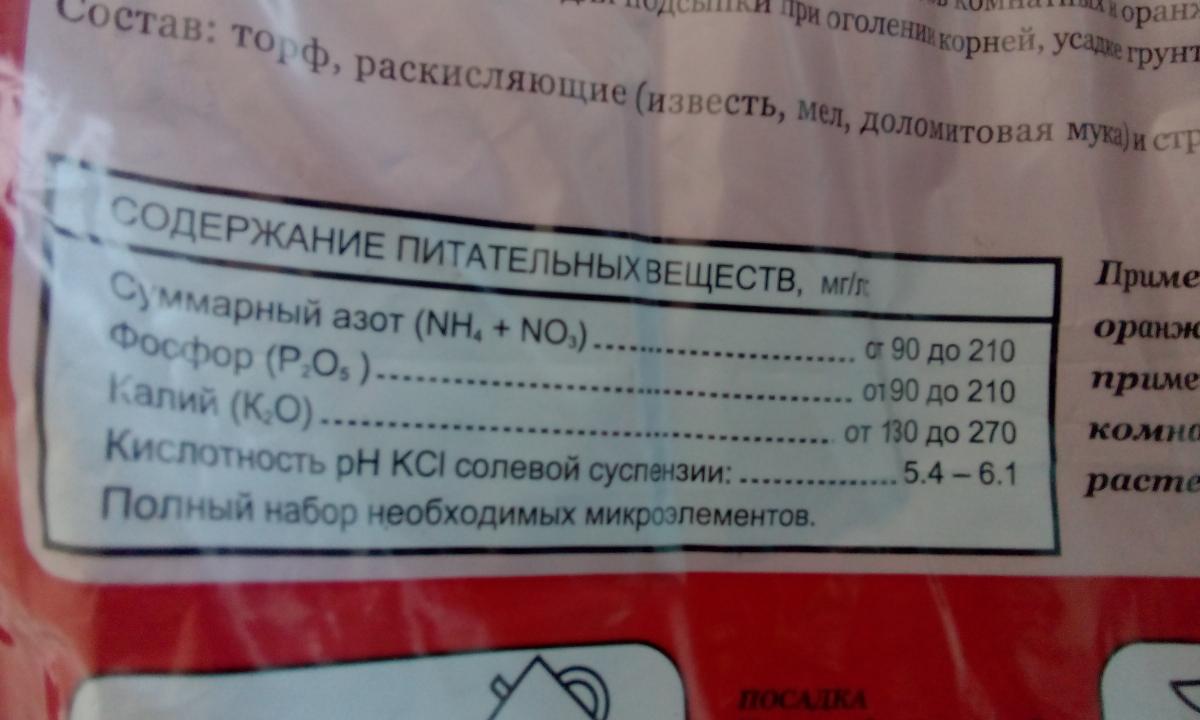 подсыпки при оголении корней, усадке грунт
Состав: торф, раскисляющие (известь, мел, доломитовая мука) и стр
СОДЕРЖАНИЕ ПИТАТЕЛЬНЫХ ВЕЩЕСТВ, мг/л:
Суммарный азот (NH₄ + NO₃).......................... от 90 до 210
Фосфор (P₂O₅ )............................................... от 90 до 210
Калий (K₂O)................................................... от 130 до 270
Кислотность pH KCl солевой суспензии: ............... 5.4 – 6.1
Полный набор необходимых микроэлементов.
Приме
оранж
приме
комна
расте
ПОСАДКА